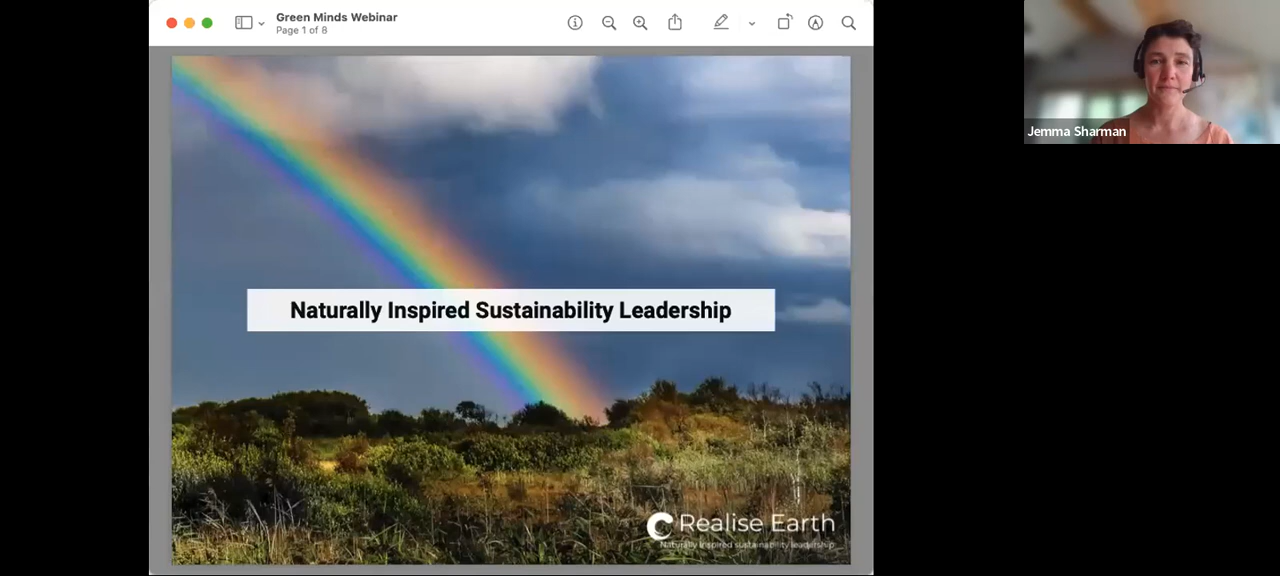 Green Minds Webinar
Page 1 of 8
Jemma Sharman
Naturally Inspired Sustainability Leadership
Realise Earth
Naturally inspired sustainability leadership